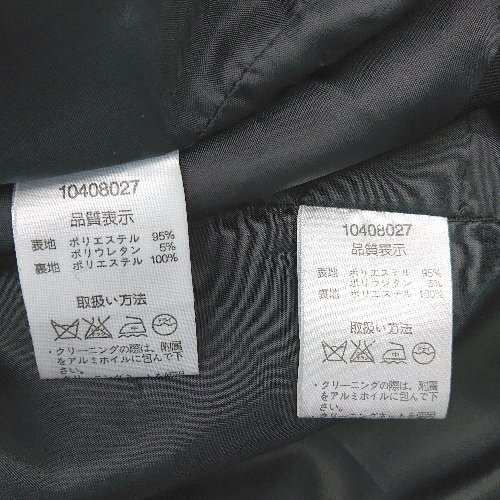 10408027
品質表示
表地 ポリエステル 95%
ポリウレタン 5%
裏地 ポリエステル 100%
取扱い方法
・クリーニングの際は、附属
をアルミホイルに包んで下
さい。
10408027
品質表示
表地 ポリエステル 95%
ポリウレタン 5%
裏地 ポリエステル 100%
取扱い方法
・クリーニングの際は、附属
をアルミホイルに包んで下
さい。